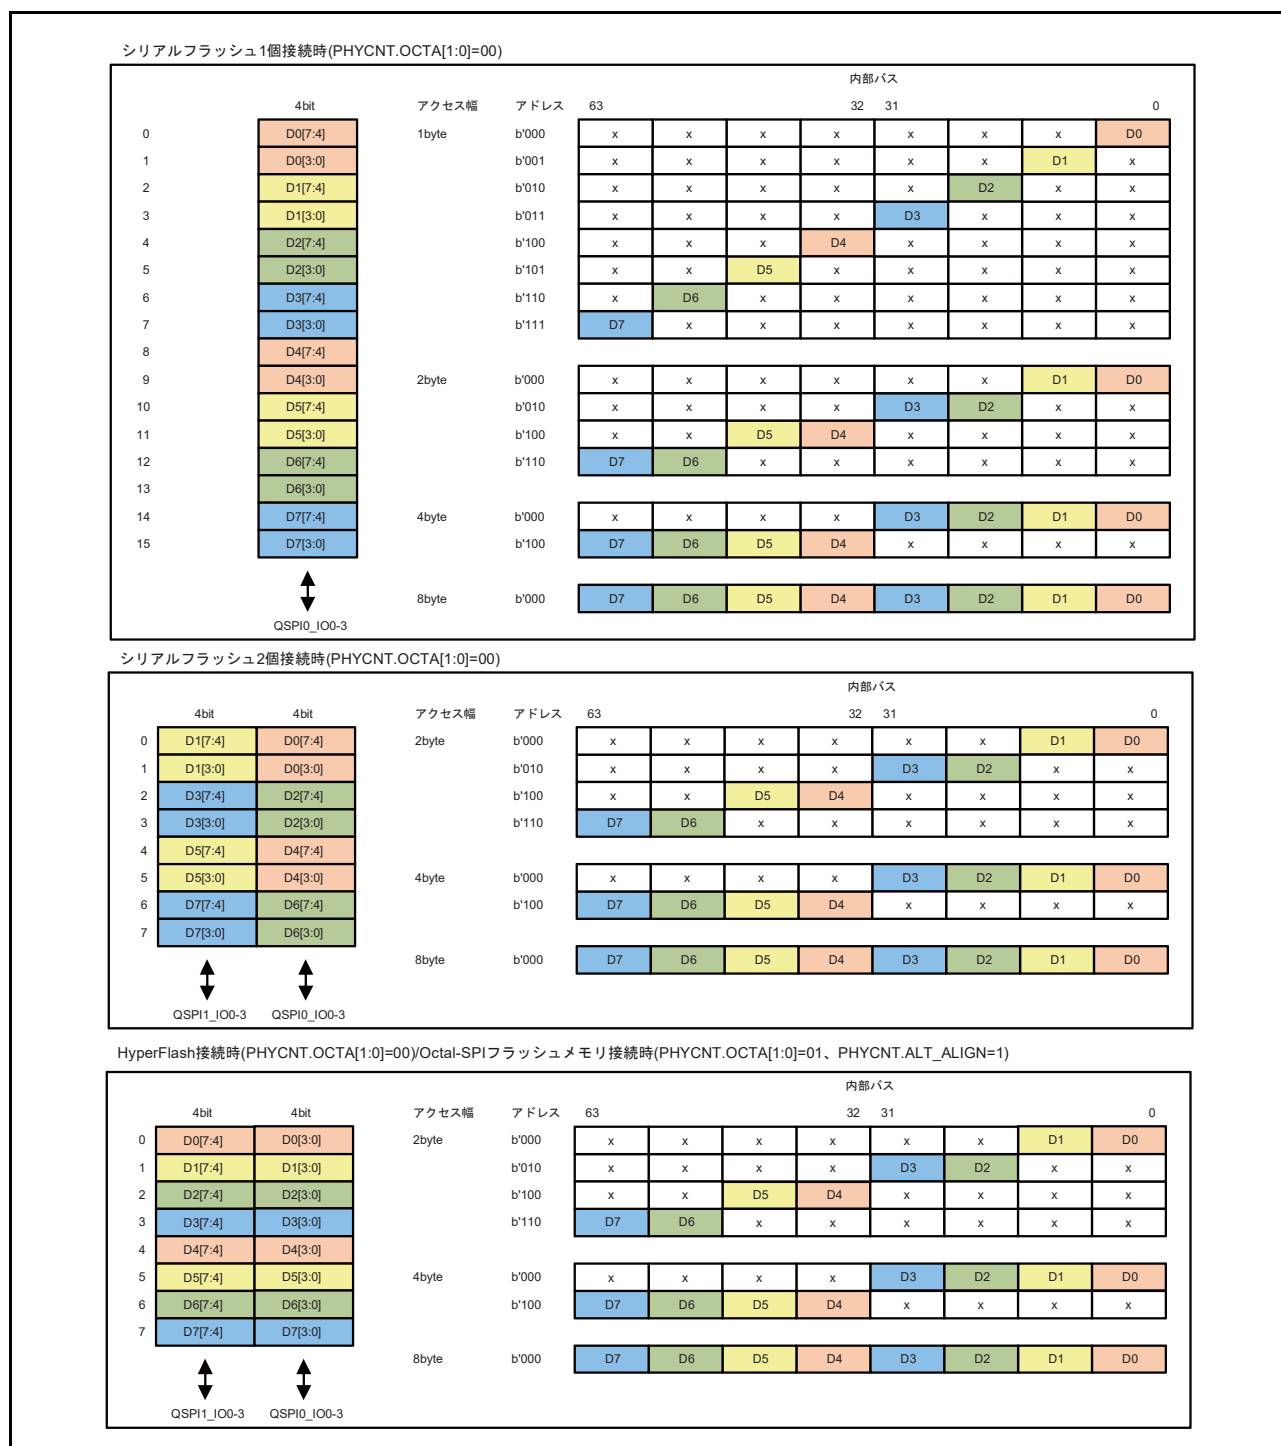 シリアルフラッシュ1個接続時(PHYCNT.OCTA[1:0]=00)
内部バス
4bit アクセス幅 アドレス 63 32 31 0
0 D0[7:4] 1byte b'000 x x x x x x x D0
1 D0[3:0] b'001 x x x x x x D1 x
2 D1[7:4] b'010 x x x x x D2 x x
3 D1[3:0] b'011 x x x x D3 x x x
4 D2[7:4] b'100 x x x D4 x x x x
5 D2[3:0] b'101 x x D5 x x x x x
6 D3[7:4] b'110 x D6 x x x x x x
7 D3[3:0] b'111 D7 x x x x x x x
8 D4[7:4]
9 D4[3:0] 2byte b'000 x x x x x x D1 D0
10 D5[7:4] b'010 x x x x D3 D2 x x
11 D5[3:0] b'100 x x D5 D4 x x x x
12 D6[7:4] b'110 D7 D6 x x x x x x
13 D6[3:0]
14 D7[7:4] 4byte b'000 x x x x D3 D2 D1 D0
15 D7[3:0] b'100 D7 D6 D5 D4 x x x x
8byte b'000 D7 D6 D5 D4 D3 D2 D1 D0
QSPI0_IO0-3
シリアルフラッシュ2個接続時(PHYCNT.OCTA[1:0]=00)
内部バス
4bit 4bit アクセス幅 アドレス 63 32 31 0
0 D1[7:4] D0[7:4] 2byte b'000 x x x x x x D1 D0
1 D1[3:0] D0[3:0] b'010 x x x x D3 D2 x x
2 D3[7:4] D2[7:4] b'100 x x D5 D4 x x x x
3 D3[3:0] D2[3:0] b'110 D7 D6 x x x x x x
4 D5[7:4] D4[7:4]
5 D5[3:0] D4[3:0] 4byte b'000 x x x x D3 D2 D1 D0
6 D7[7:4] D6[7:4] b'100 D7 D6 D5 D4 x x x x
7 D7[3:0] D6[3:0]
8byte b'000 D7 D6 D5 D4 D3 D2 D1 D0
QSPI1_IO0-3 QSPI0_IO0-3
HyperFlash接続時(PHYCNT.OCTA[1:0]=00)/Octal-SPIフラッシュメモリ接続時(PHYCNT.OCTA[1:0]=01、PHYCNT.ALT_ALIGN=1)
内部バス
4bit 4bit アクセス幅 アドレス 63 32 31 0
0 D0[7:4] D0[3:0] 2byte b'000 x x x x x x D1 D0
1 D1[7:4] D1[3:0] b'010 x x x x D3 D2 x x
2 D2[7:4] D2[3:0] b'100 x x D5 D4 x x x x
3 D3[7:4] D3[3:0] b'110 D7 D6 x x x x x x
4 D4[7:4] D4[3:0]
5 D5[7:4] D5[3:0] 4byte b'000 x x x x D3 D2 D1 D0
6 D6[7:4] D6[3:0] b'100 D7 D6 D5 D4 x x x x
7 D7[7:4] D7[3:0]
8byte b'000 D7 D6 D5 D4 D3 D2 D1 D0
QSPI1_IO0-3 QSPI0_IO0-3